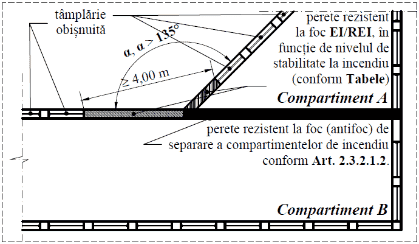 tâmplărie
obișnuită
perete rezistent
la foc EI/REI, în
funcție de nivelul de
stabilitate la incendiu
(conform Tabele)
α, α > 135°
≥ 4,00 m
Compartiment A
perete rezistent la foc (antifoc) de
separare a compartimentelor de incendiu
conform Art. 2.3.2.1.2.
Compartiment B